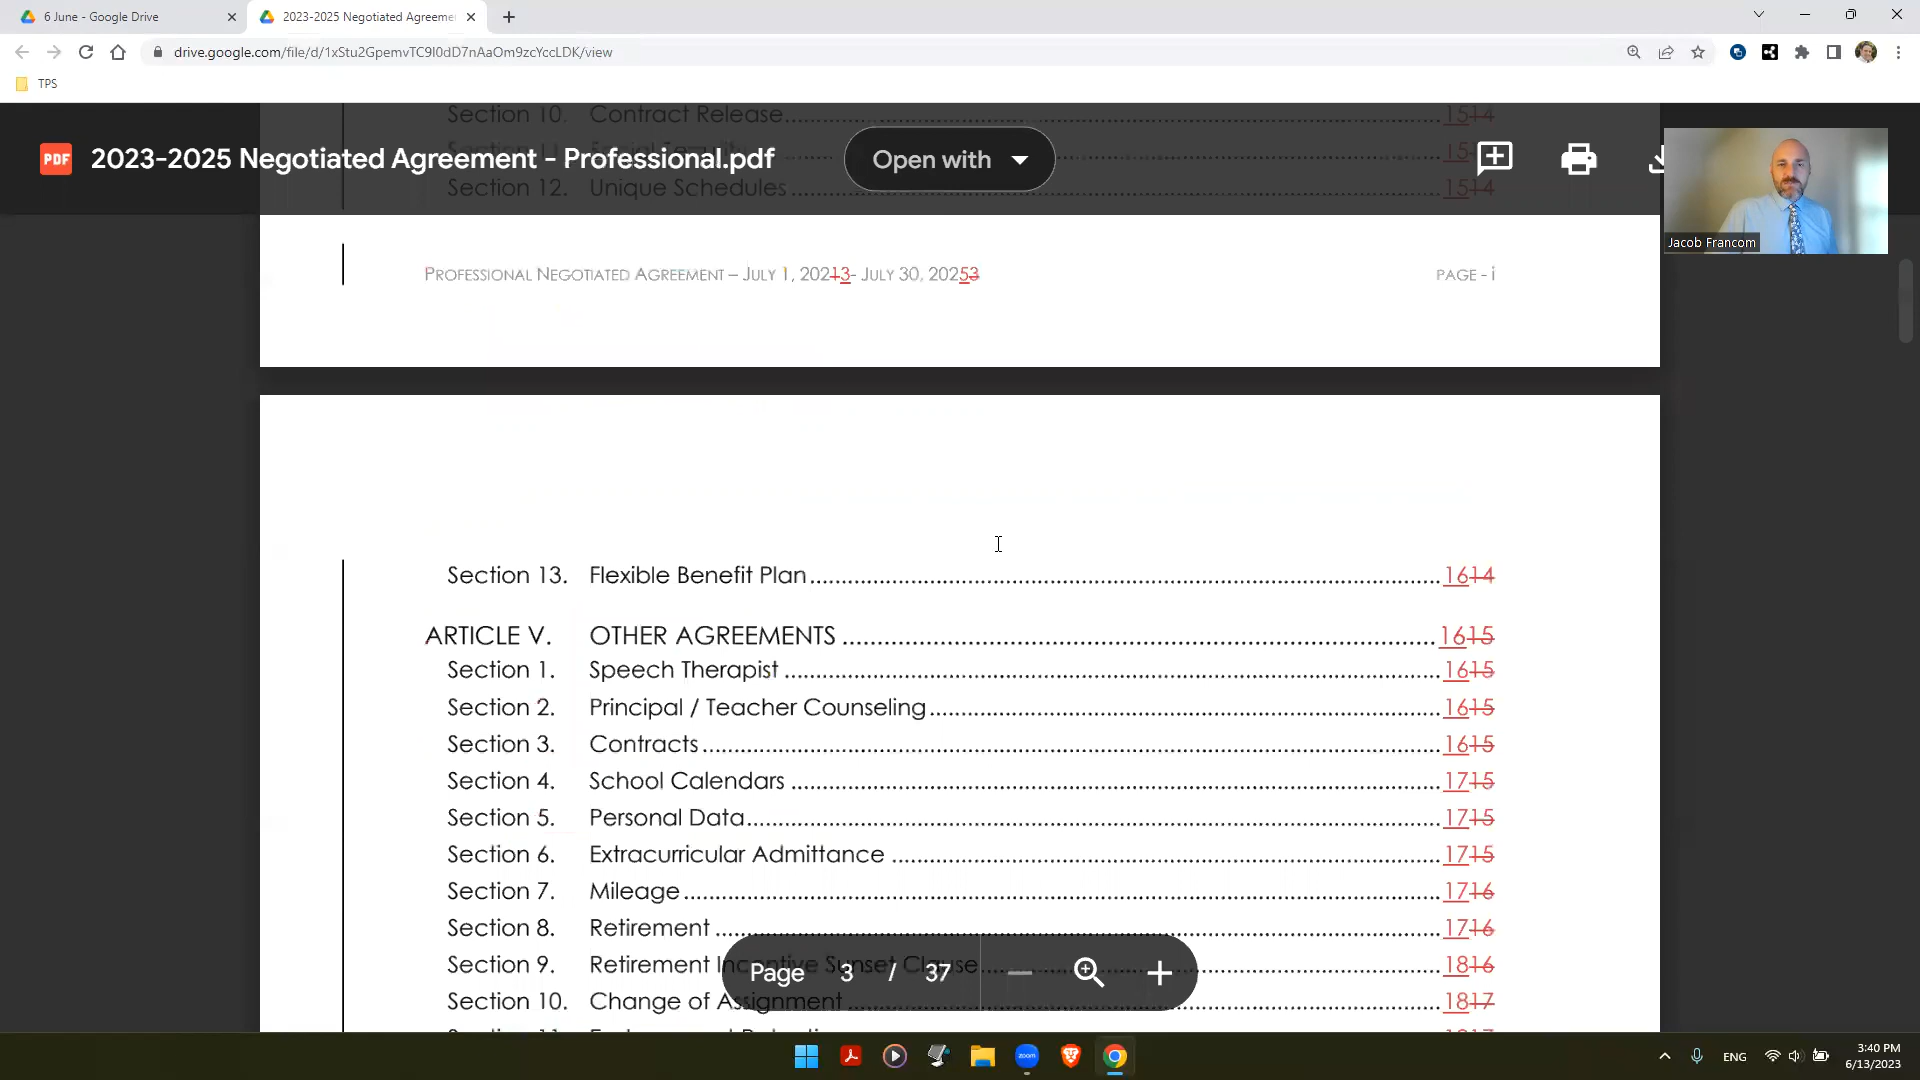 6 June - Google Drive
2023-2025 Negotiated Agreeme
drive.google.com/file/d/1xStu2GpemvTC9l0dD7nAaOm9zcYccLDK/view
TPS
Section 10. Contract Release 1514
2023-2025 Negotiated Agreement - Professional.pdf
Open with
Section 12. Unique Schedules 1514
Jacob Francom
PROFESSIONAL NEGOTIATED AGREEMENT – JULY 1, 20213- JULY 30, 20253 PAGE - i
Section 13. Flexible Benefit Plan 1614
ARTICLE V. OTHER AGREEMENTS 1615
Section 1. Speech Therapist 1615
Section 2. Principal / Teacher Counseling 1615
Section 3. Contracts 1615
Section 4. School Calendars 1715
Section 5. Personal Data 1715
Section 6. Extracurricular Admittance 1715
Section 7. Mileage 1716
Section 8. Retirement 1716
Section 9. Retirement Incentive Sunset Clause 1816
Page 3 / 37
Section 10. Change of Assignment 1817
zoom
ENG
3:40 PM
6/13/2023